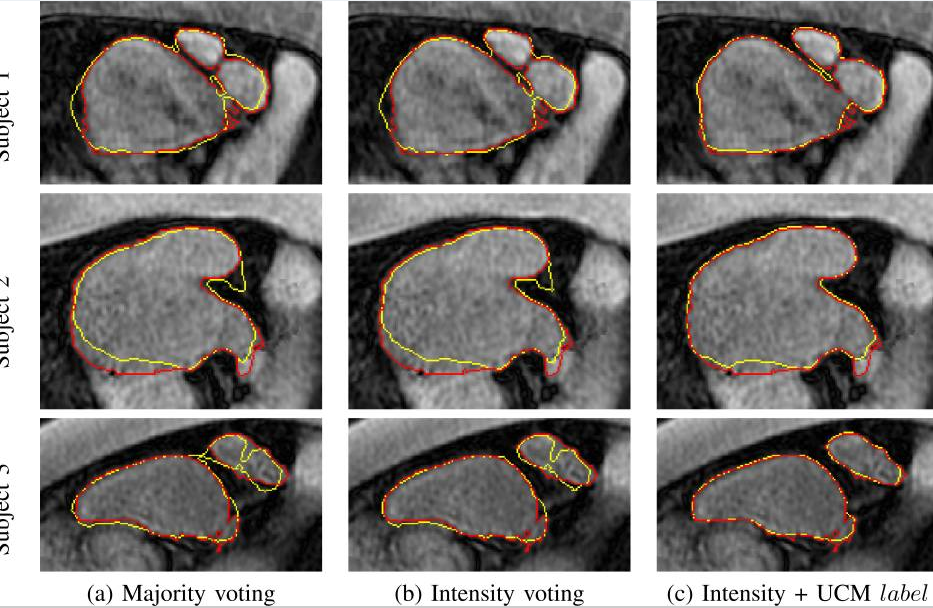 Subject 1
Subject 2
Subject 3
(a) Majority voting
(b) Intensity voting
(c) Intensity + UCM label